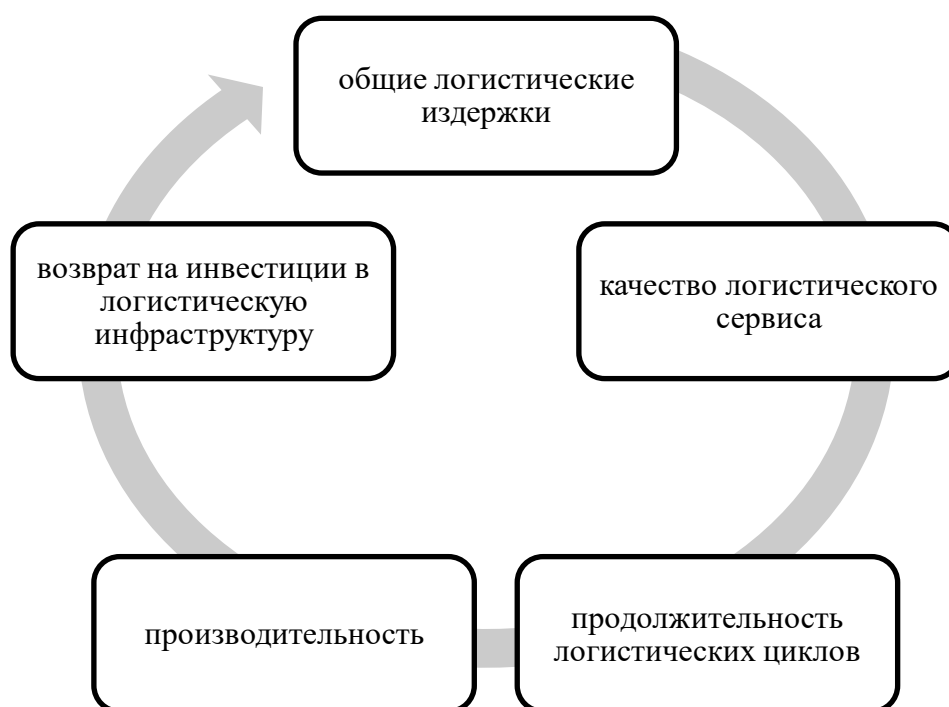 общие логистические
издержки
качество логистического
сервиса
продолжительность
логистических циклов
производительность
возврат на инвестиции в
логистическую
инфраструктуру